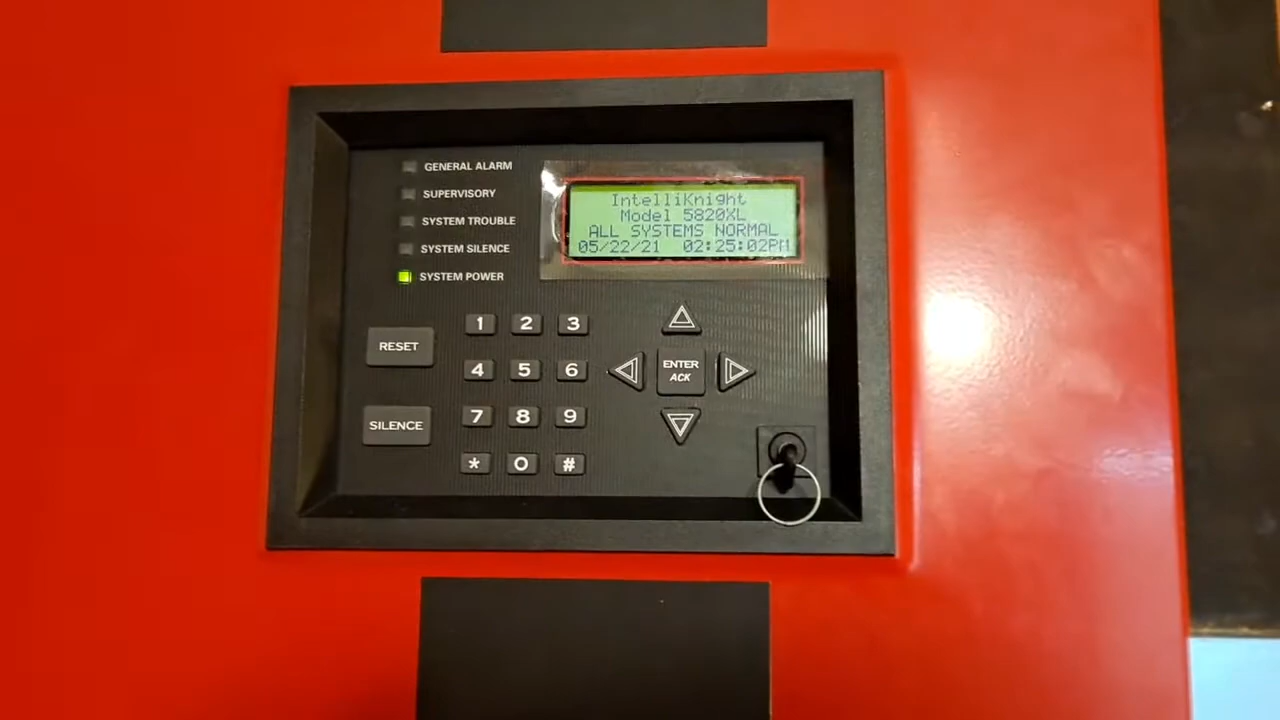 GENERAL ALARM
SUPERVISORY
SYSTEM TROUBLE
SYSTEM SILENCE
SYSTEM POWER
IntelliKnight
Model 5820XL
ALL SYSTEMS NORMAL
05/22/21 02:25:02PM
RESET
SILENCE
1 2 3
4 5 6
7 8 9
* 0 #
ENTER
ACK